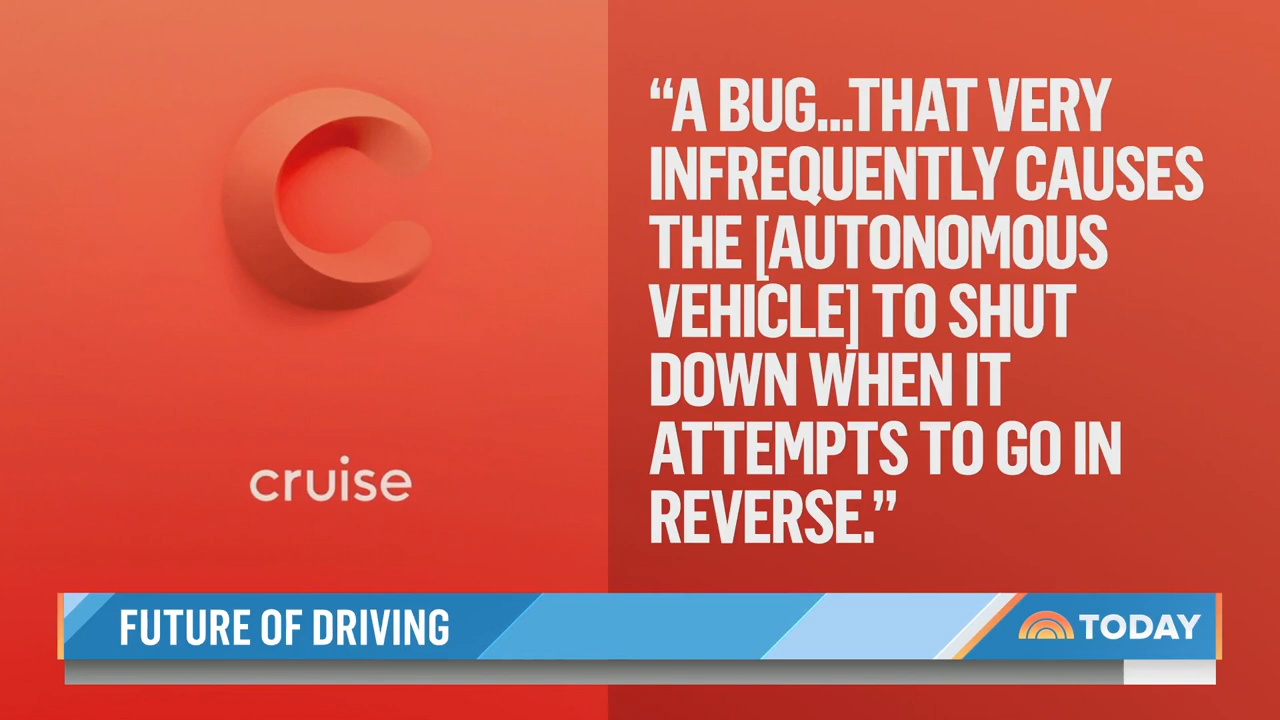 cruise
“A BUG...THAT VERY
INFREQUENTLY CAUSES
THE [AUTONOMOUS
VEHICLE] TO SHUT
DOWN WHEN IT
ATTEMPTS TO GO IN
REVERSE.”
FUTURE OF DRIVING
TODAY